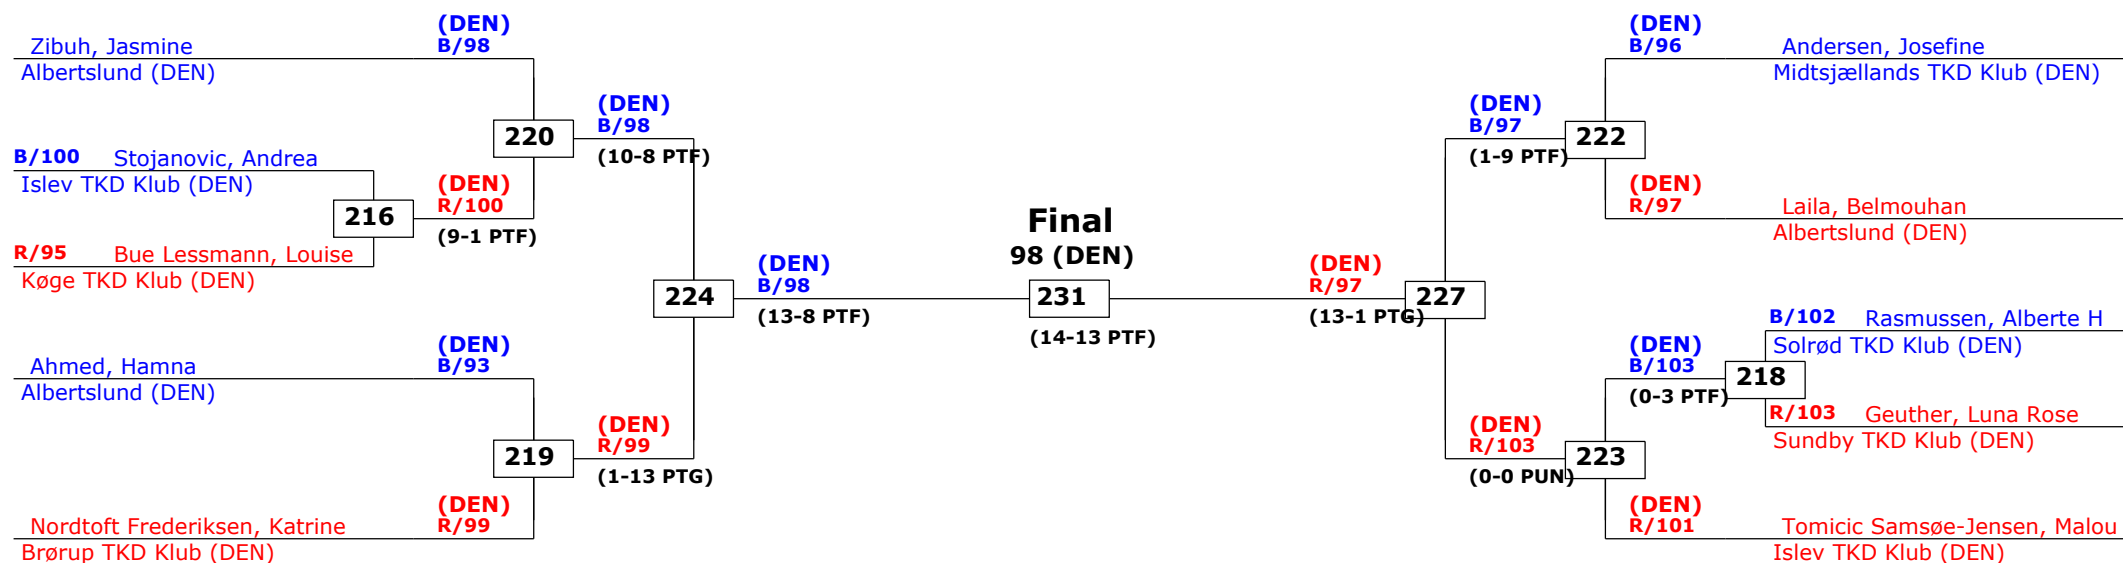 (DEN)
B/98
Zibuh, Jasmine
Albertslund (DEN)
220
(DEN)
B/98
(10-8 PTF)
B/100 Stojanovic, Andrea
Islev TKD Klub (DEN)
216
(DEN)
R/100
(9-1 PTF)
R/95 Bue Lessmann, Louise
Køge TKD Klub (DEN)
224
(DEN)
B/98
(13-8 PTF)
(DEN)
B/93
Ahmed, Hamna
Albertslund (DEN)
219
(DEN)
R/99
(1-13 PTG)
(DEN)
R/99
Nordtoft Frederiksen, Katrine
Brørup TKD Klub (DEN)
Final
98 (DEN)
231
(14-13 PTF)
(DEN)
B/96
Andersen, Josefine
Midtsjællands TKD Klub (DEN)
(DEN)
B/97
(1-9 PTF)
222
(DEN)
R/97
Laila, Belmouhan
Albertslund (DEN)
(DEN)
R/97
(13-1 PTG)
227
B/102 Rasmussen, Alberte H
Solrød TKD Klub (DEN)
(DEN)
B/103
(0-3 PTF)
218
R/103 Geuther, Luna Rose
Sundby TKD Klub (DEN)
(DEN)
R/103
(0-0 PUN)
223
(DEN)
R/101
Tomicic Samsøe-Jensen, Malou
Islev TKD Klub (DEN)